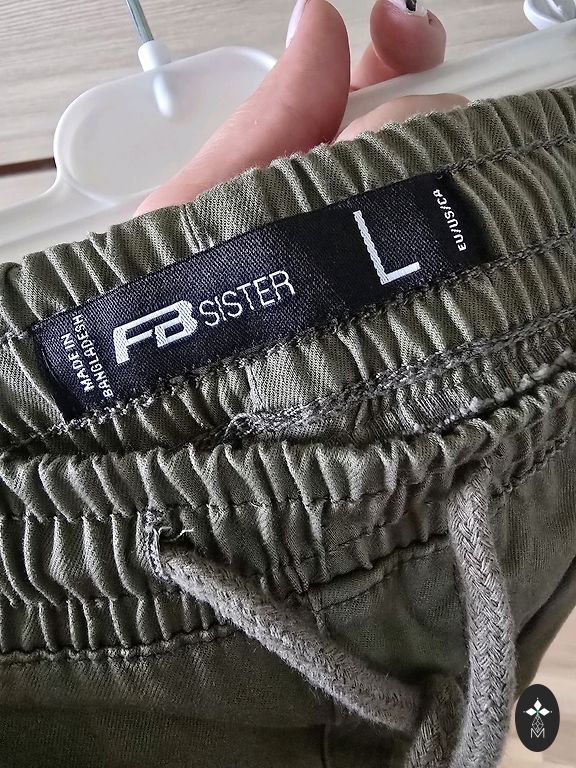 MADE IN
BANGLADESH
FB SISTER
L
EU/US/CA
M